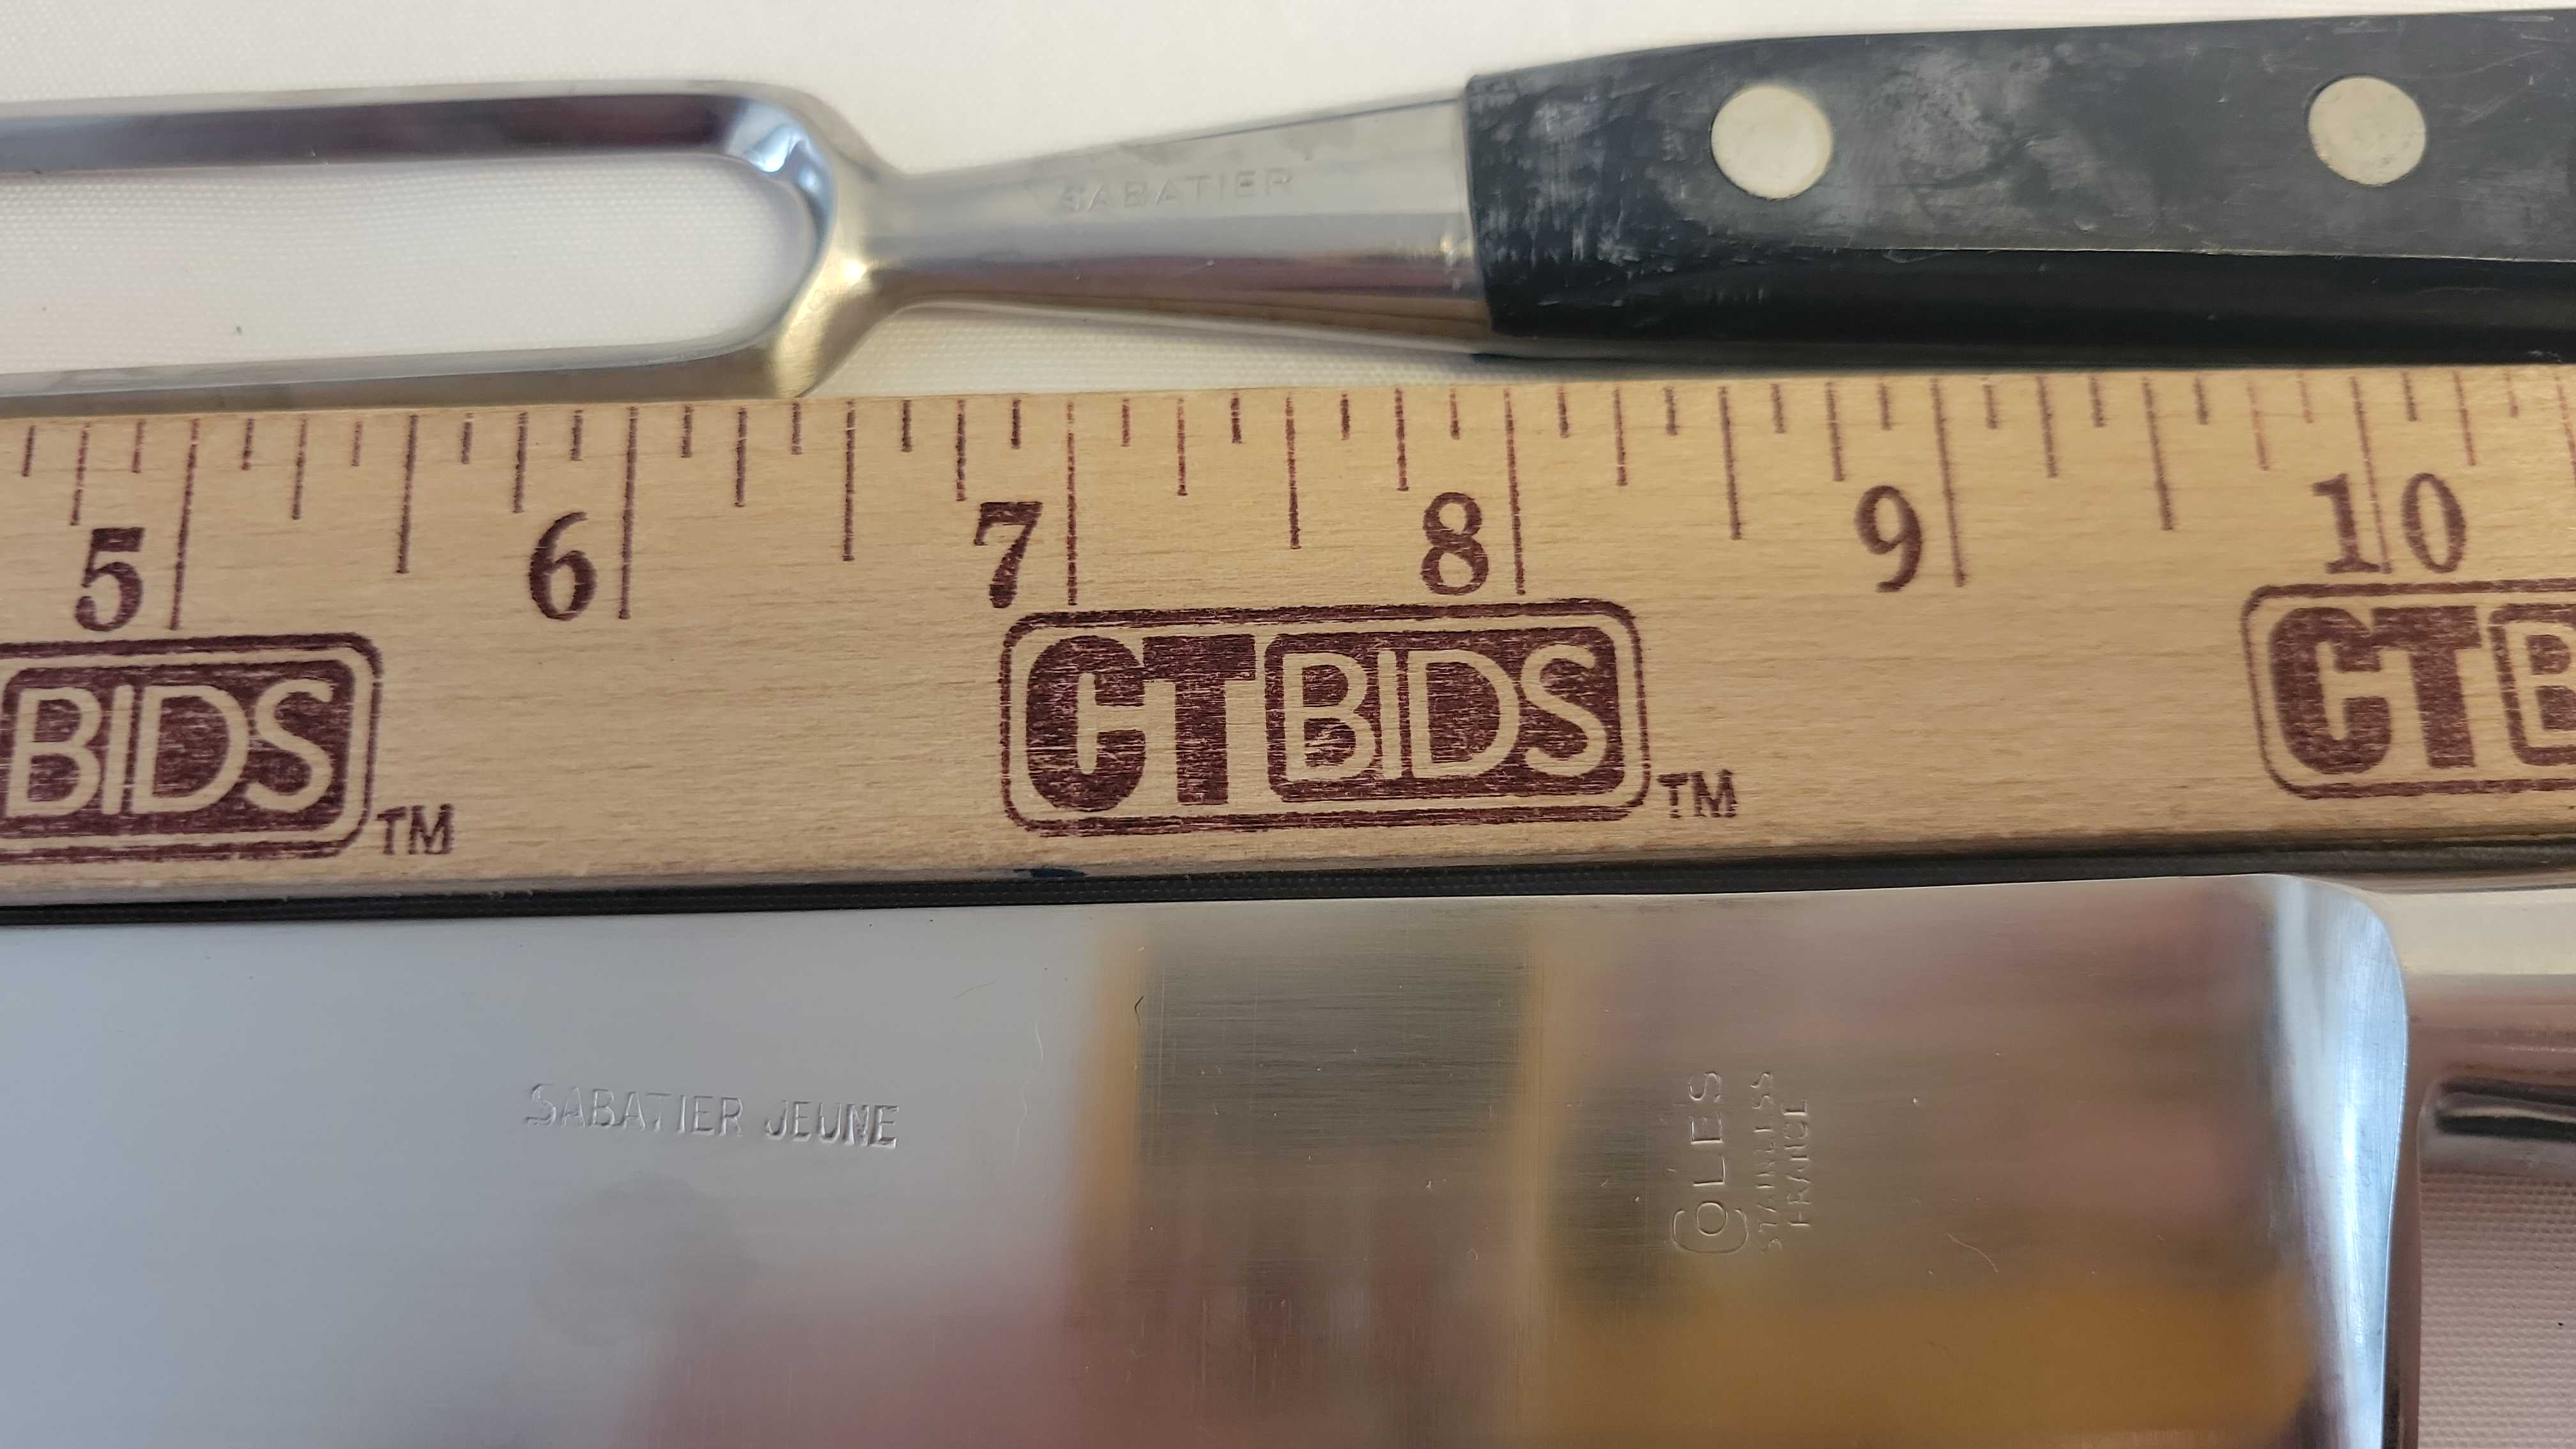 SABATIER
5 6 7 8 9 10
BIDS TM
CTBIDS TM
CTB
SABATIER JEUNE
COLES
STAINLESS
FRANCE